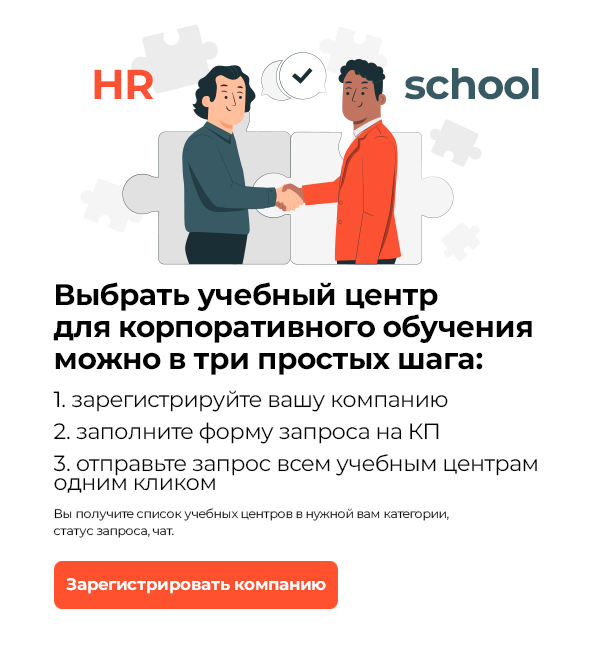 HR school
Выбрать учебный центр
для корпоративного обучения
можно в три простых шага:
1. зарегистрируйте вашу компанию
2. заполните форму запроса на КП
3. отправьте запрос всем учебным центрам
одним кликом
Вы получите список учебных центров в нужной вам категории,
статус запроса, чат.
Зарегистрировать компанию